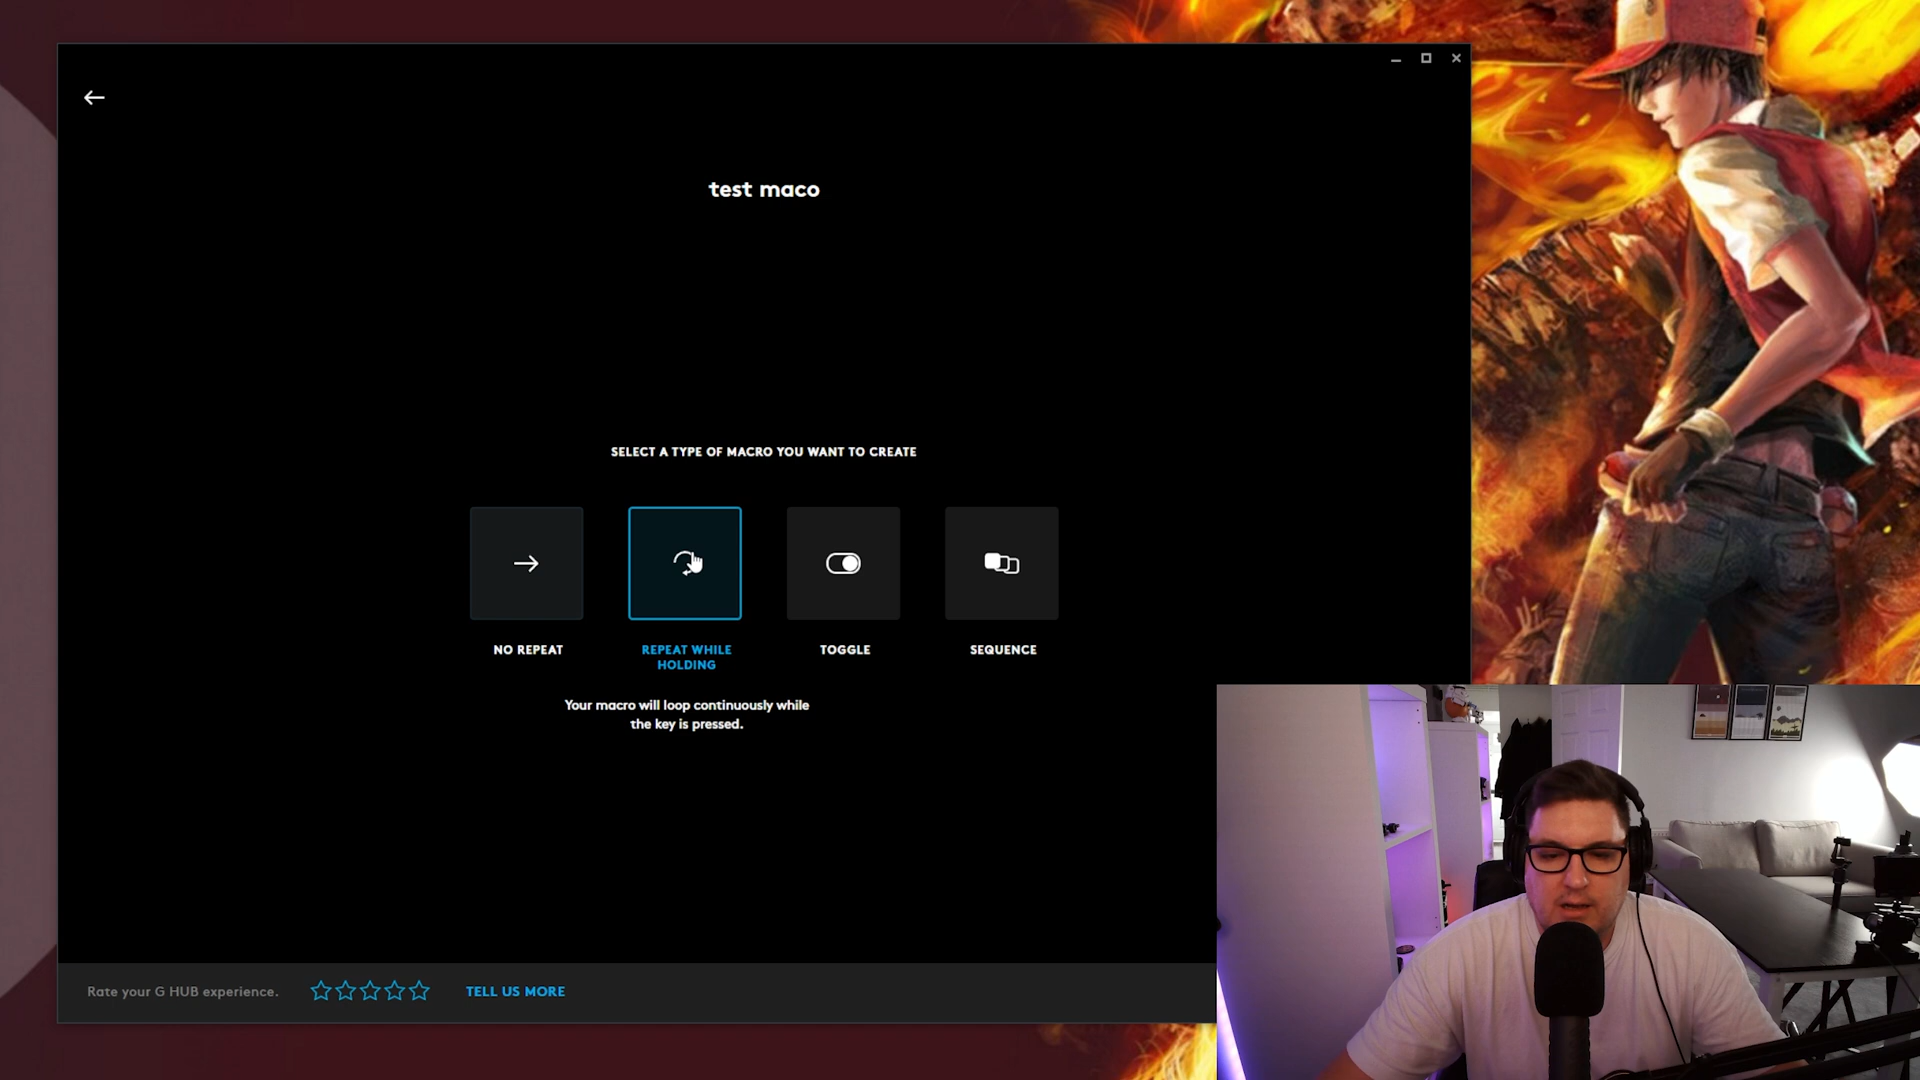 test maco
SELECT A TYPE OF MACRO YOU WANT TO CREATE
NO REPEAT
REPEAT WHILE
HOLDING
TOGGLE
SEQUENCE
Your macro will loop continuously while
the key is pressed.
Rate your G HUB experience.
TELL US MORE